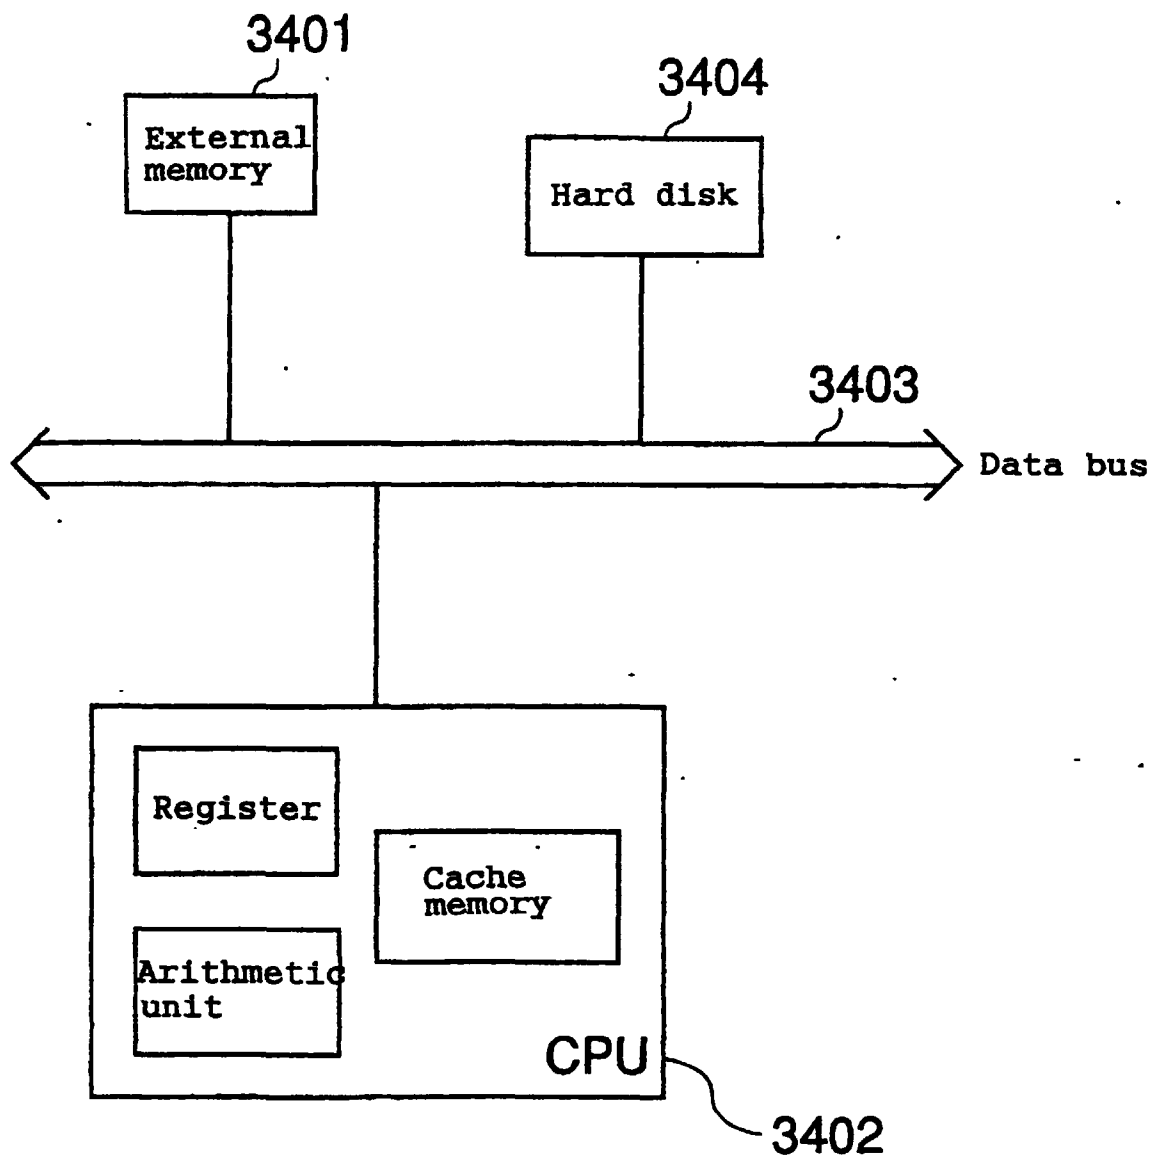 3401
External
memory
3404
Hard disk
3403
Data bus
Register
Cache
memory
Arithmetic
unit
CPU
3402